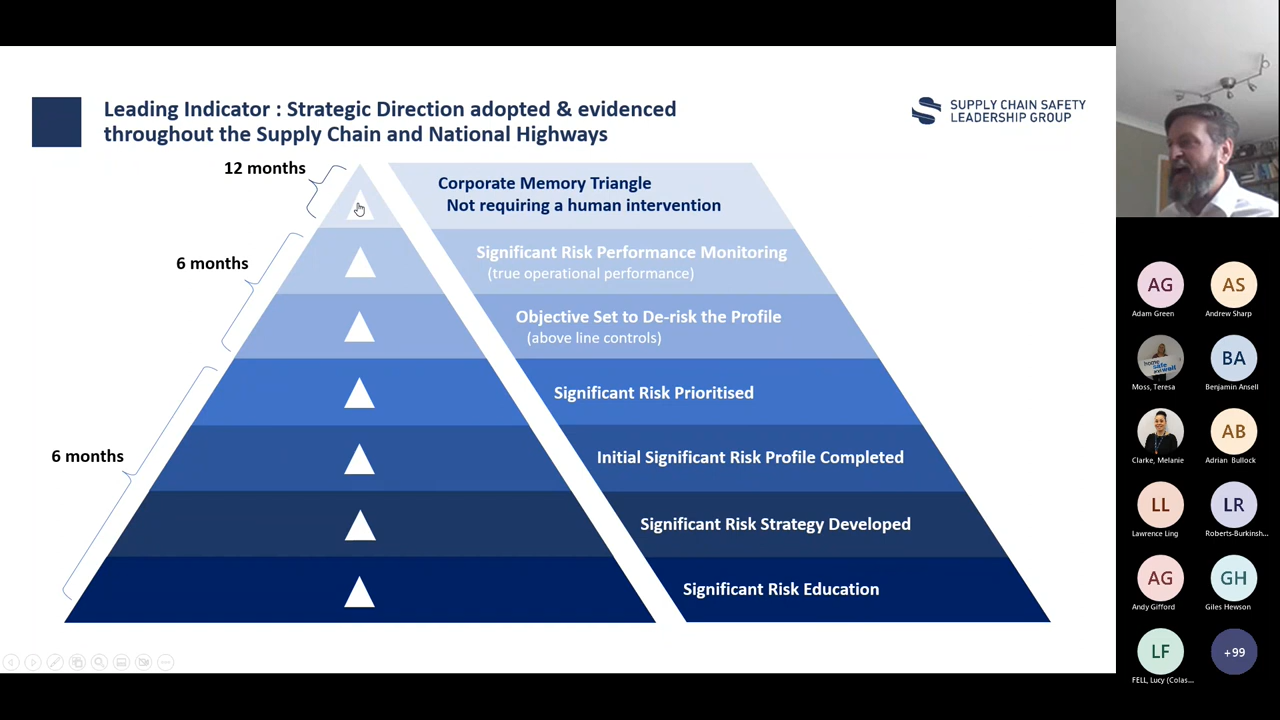 Leading Indicator : Strategic Direction adopted & evidenced
throughout the Supply Chain and National Highways
SUPPLY CHAIN SAFETY
LEADERSHIP GROUP
12 months
Corporate Memory Triangle
Not requiring a human intervention
6 months
Significant Risk Performance Monitoring
(true operational performance)
Objective Set to De-risk the Profile
(above line controls)
Significant Risk Prioritised
6 months
Initial Significant Risk Profile Completed
Significant Risk Strategy Developed
Significant Risk Education
AG
Adam Green
AS
Andrew Sharp
home
safe and
well
Moss, Teresa
BA
Benjamin Ansell
Clarke, Melanie
AB
Adrian Bullock
LL
Lawrence Ling
LR
Roberts-Burkinsh...
AG
Andy Gifford
GH
Giles Hewson
LF
FELL, Lucy (Colas...
+99